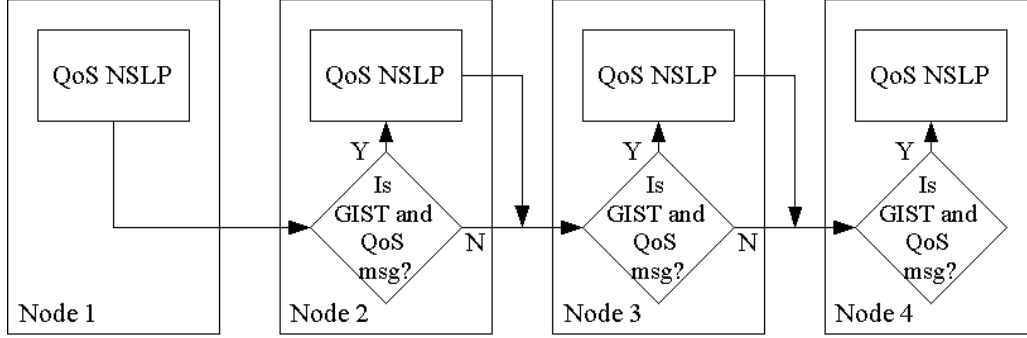 QoS NSLP
Node 1
QoS NSLP
Y
Is
GIST and
QoS
msg?
N
Node 2
QoS NSLP
Y
Is
GIST and
QoS
msg?
N
Node 3
QoS NSLP
Y
Is
GIST and
QoS
msg?
Node 4